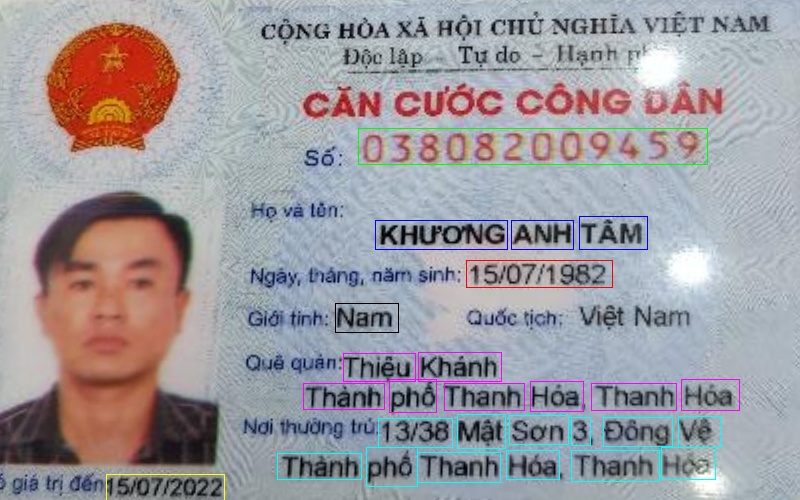 CỘNG HÒA XÃ HỘI CHỦ NGHĨA VIỆT NAM
Độc lập - Tự do - Hạnh
CĂN CƯỚC CÔNG DÂN
Số: 038082009459
Họ và tên:
KHƯƠNG ANH TÂM
Ngày, tháng, năm sinh: 15/07/1982
Giới tính: Nam Quốc tịch: Việt Nam
Quê quán: Thiệu Khánh
Thành phố Thanh Hóa, Thanh Hóa
Nơi thường trú: 13/38 Mật Sơn 3, Đông Vệ
Thành phố Thanh Hóa, Thanh Hóa
giá trị đến 15/07/2022